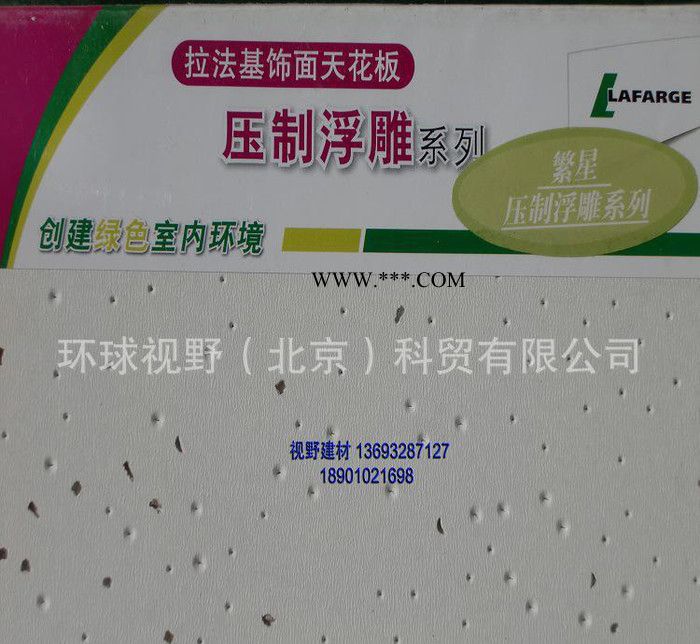 拉法基饰面天花板
LAFARGE
压制浮雕系列
繁星
压制浮雕系列
创建绿色室内环境
WWW.***.COM
环球视野（北京）科贸有限公司
视野建材 13693287127
18901021698